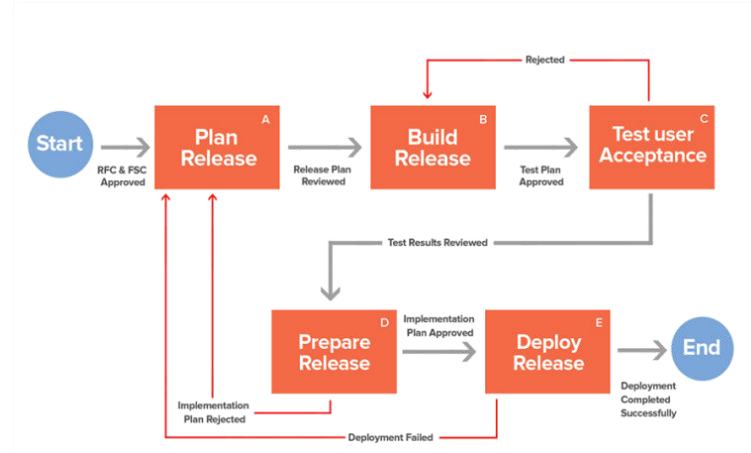 Rejected
A
Plan
Release
B
Build
Release
C
Test user
Acceptance
Start
RFC & FSC
Approved
Release Plan
Reviewed
Test Plan
Approved
Test Results Reviewed
D
Prepare
Release
Implementation
Plan Approved
E
Deploy
Release
End
Deployment
Completed
Successfully
Implementation
Plan Rejected
Deployment Failed